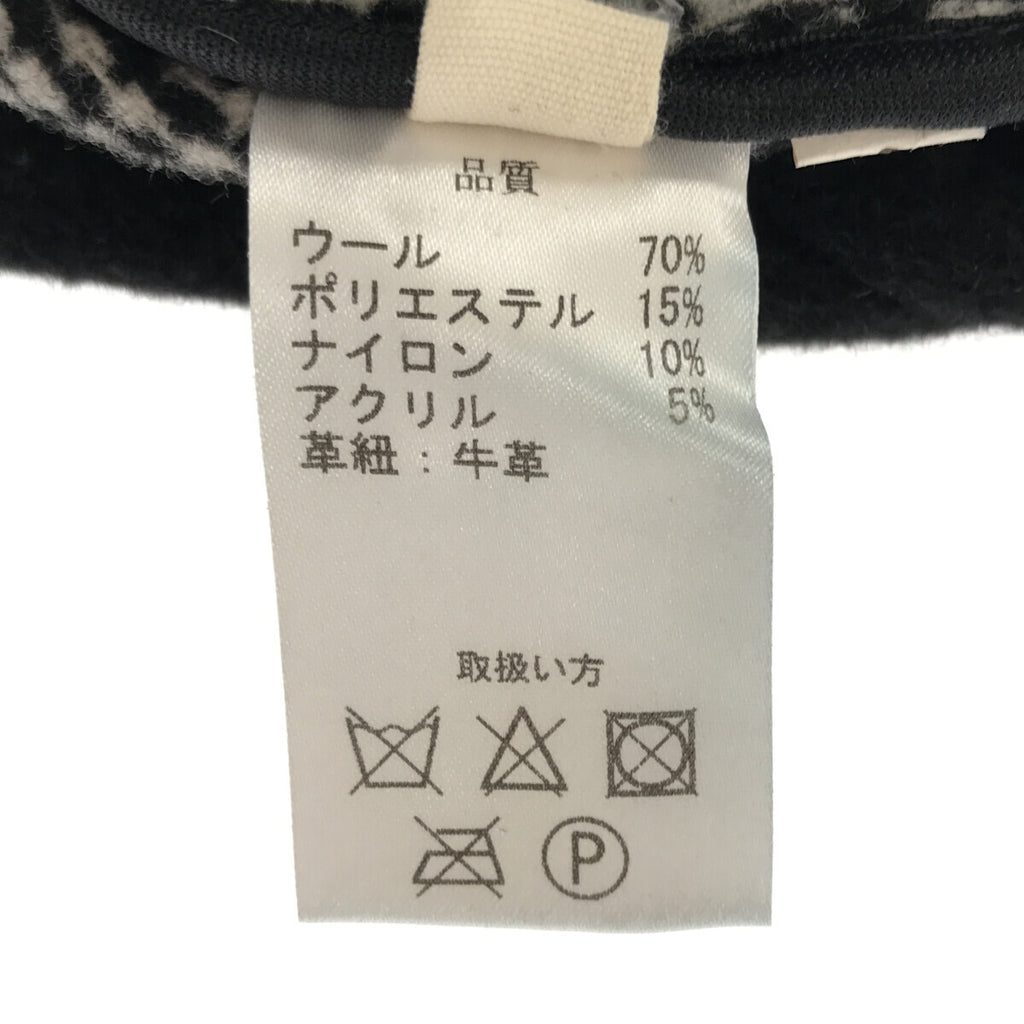 品質
ウール 70%
ポリエステル 15%
ナイロン 10%
アクリル 5%
革紐：牛革
取扱い方
P